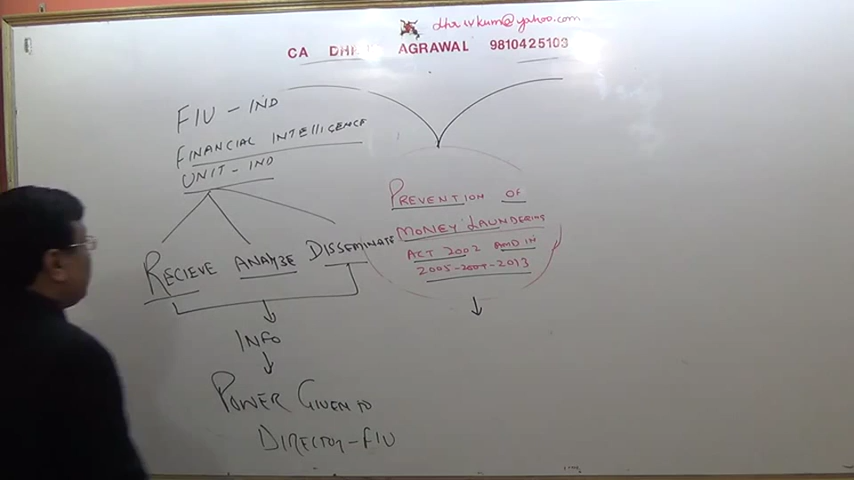 dhruvkum@yahoo.com
CA AGRAWAL 9810425103
FIU - IND
FINANCIAL INTELLIGENCE
UNIT - IND
RECIEVE ANALYZE DISSEMINATE
INFO
POWER GIVEN TO
DIRECTOR - FIU
PREVENTION OF
MONEY LAUNDERING
ACT 2002 AMD IN
2005-2009-2013